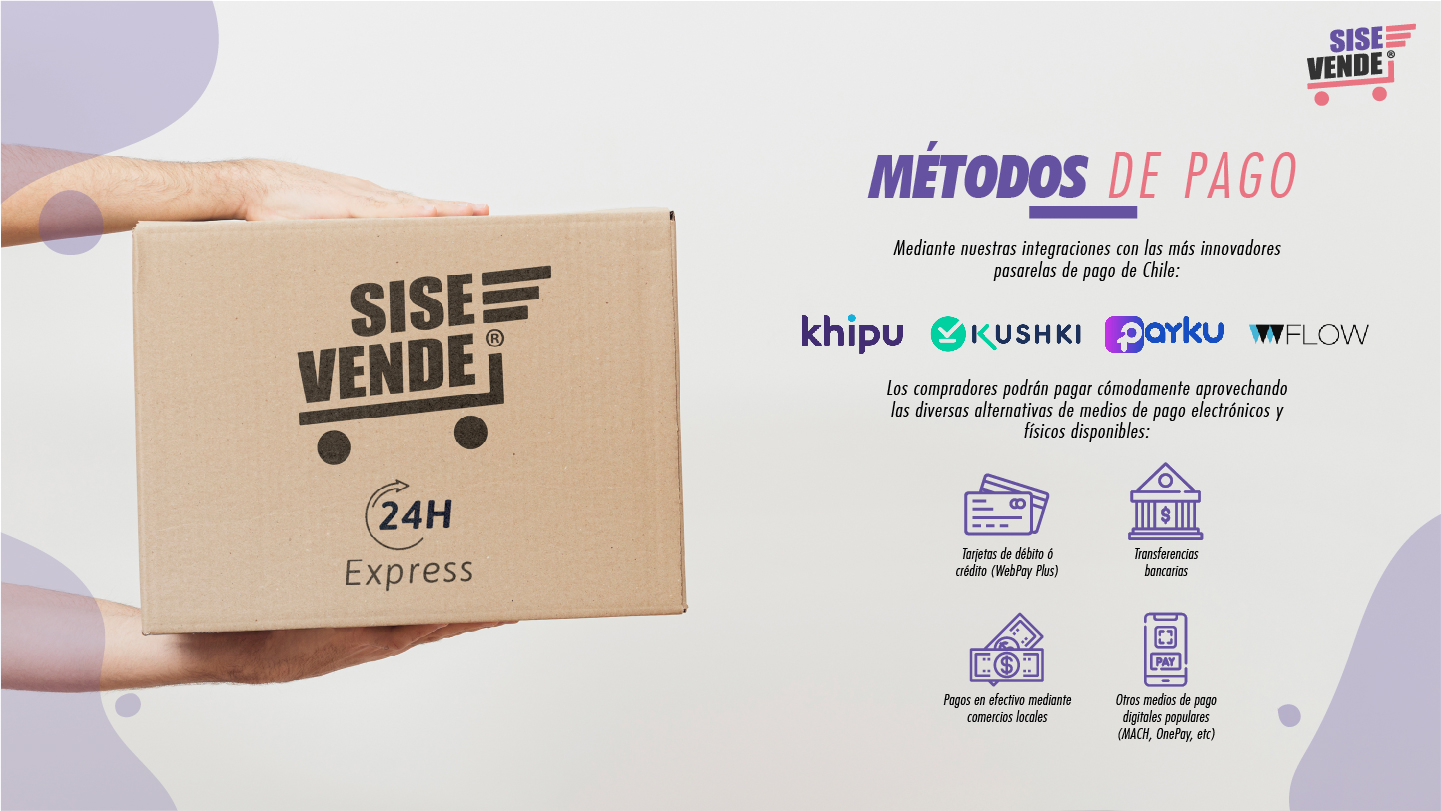 SISE
VENDE®
MÉTODOS DE PAGO
Mediante nuestras integraciones con las más innovadores
pasarelas de pago de Chile:
khipu KUSHKI Payku FLOW
Los compradores podrán pagar cómodamente aprovechando
las diversas alternativas de medios de pago electrónicos y
físicos disponibles:
$
Tarjetas de débito ó
crédito (WebPay Plus)
Transferencias
bancarias
$
PAY
Pagos en efectivo mediante
comercios locales
Otros medios de pago
digitales populares
(MACH, OnePay, etc)
SISE
VENDE®
24H
Express